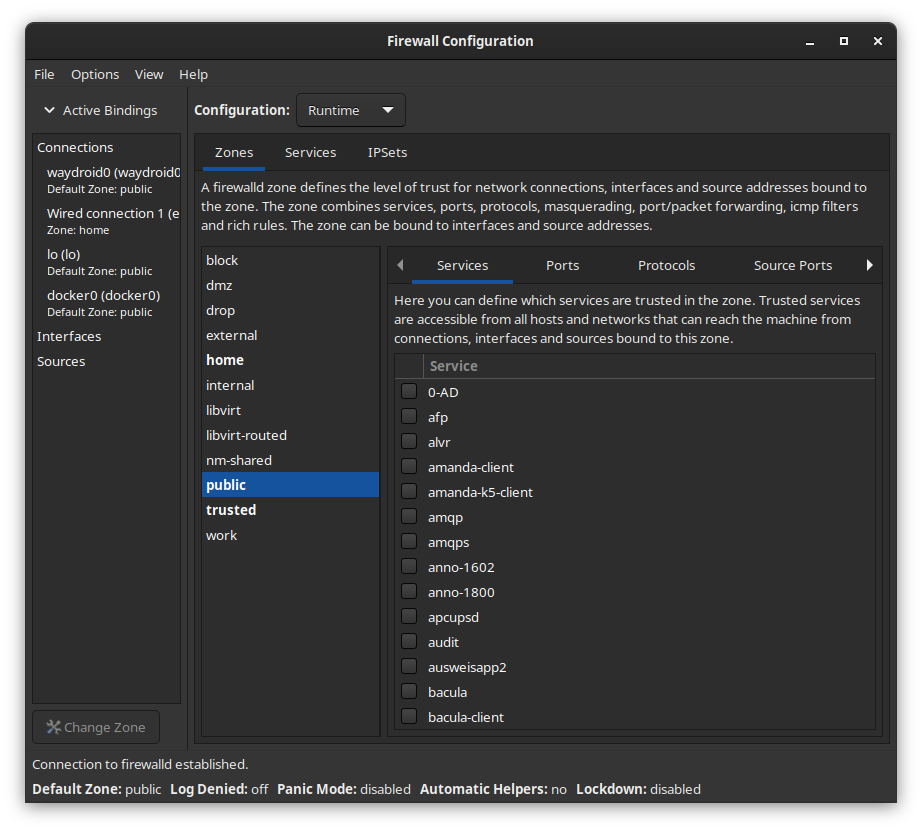 Firewall Configuration
File Options View Help
Active Bindings
Configuration: Runtime
Connections
waydroid0 (waydroid0
Default Zone: public
Wired connection 1 (e
Zone: home
lo (lo)
Default Zone: public
docker0 (docker0)
Default Zone: public
Interfaces
Sources
Change Zone
Zones Services IPSets
A firewalld zone defines the level of trust for network connections, interfaces and source addresses bound to
the zone. The zone combines services, ports, protocols, masquerading, port/packet forwarding, icmp filters
and rich rules. The zone can be bound to interfaces and source addresses.
block
dmz
drop
external
home
internal
libvirt
libvirt-routed
nm-shared
public
trusted
work
Services Ports Protocols Source Ports
Here you can define which services are trusted in the zone. Trusted services
are accessible from all hosts and networks that can reach the machine from
connections, interfaces and sources bound to this zone.
Service
0-AD
afp
alvr
amanda-client
amanda-k5-client
amqp
amqps
anno-1602
anno-1800
apcupsd
audit
ausweisapp2
bacula
bacula-client
Connection to firewalld established.
Default Zone: public Log Denied: off Panic Mode: disabled Automatic Helpers: no Lockdown: disabled